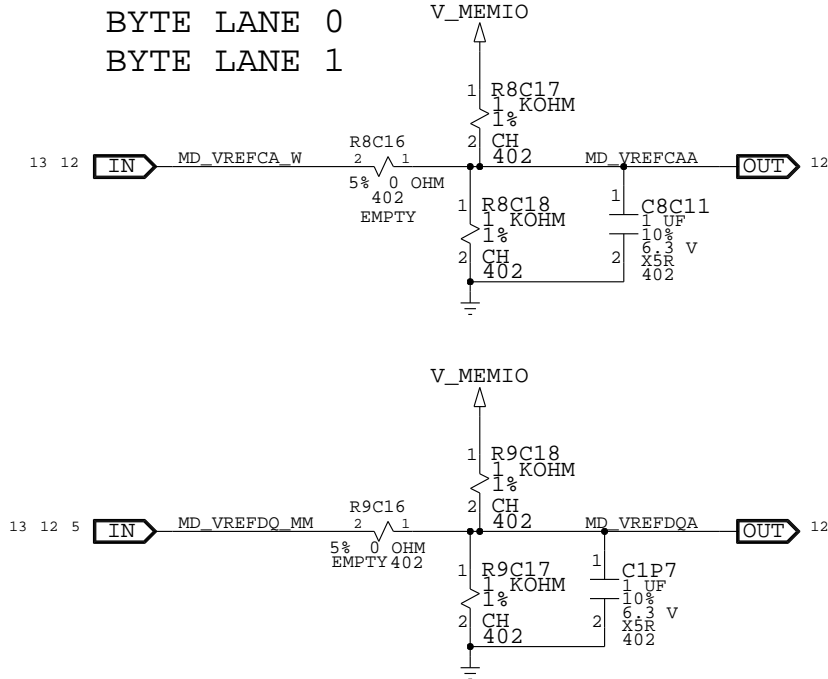 BYTE LANE 0
BYTE LANE 1
V_MEMIO
1 R8C17
1 KOHM
1%
2 CH
402
13 12 IN MD_VREFCA_W
R8C16
2 1
5% 0 OHM
402
EMPTY
MD_VREFCAA OUT 12
1 R8C18
1 KOHM
1%
2 CH
402
1 C8C11
1 UF
10%
6.3 V
2 X5R
402
V_MEMIO
1 R9C18
1 KOHM
1%
2 CH
402
13 12 5 IN MD_VREFDQ_MM
R9C16
2 1
5% 0 OHM
EMPTY 402
MD_VREFDQA OUT 12
1 R9C17
1 KOHM
1%
2 CH
402
1 C1P7
1 UF
10%
6.3 V
2 X5R
402